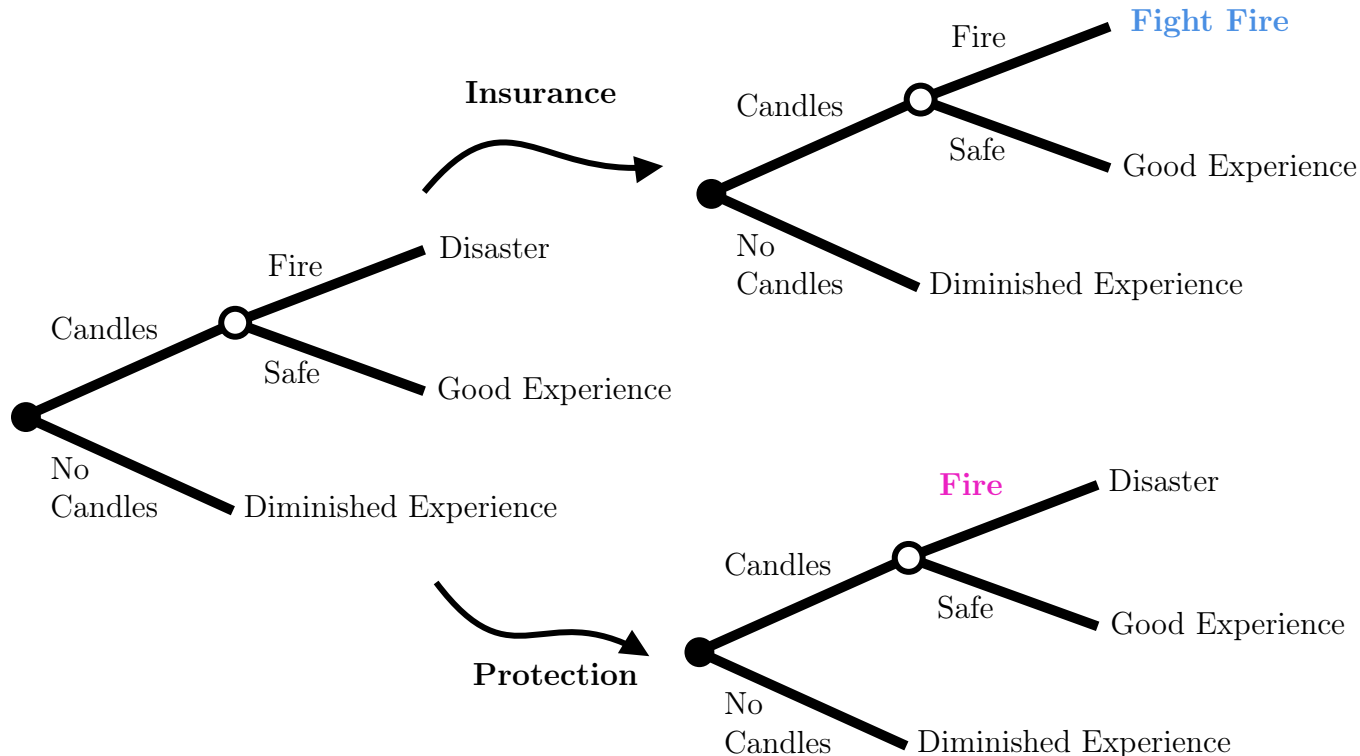 Insurance
Candles
Fire
Disaster
Safe
Good Experience
No
Candles
Diminished Experience
Candles
Fire
Fight Fire
Safe
Good Experience
No
Candles
Diminished Experience
Protection
Candles
Fire
Disaster
Safe
Good Experience
No
Candles
Diminished Experience